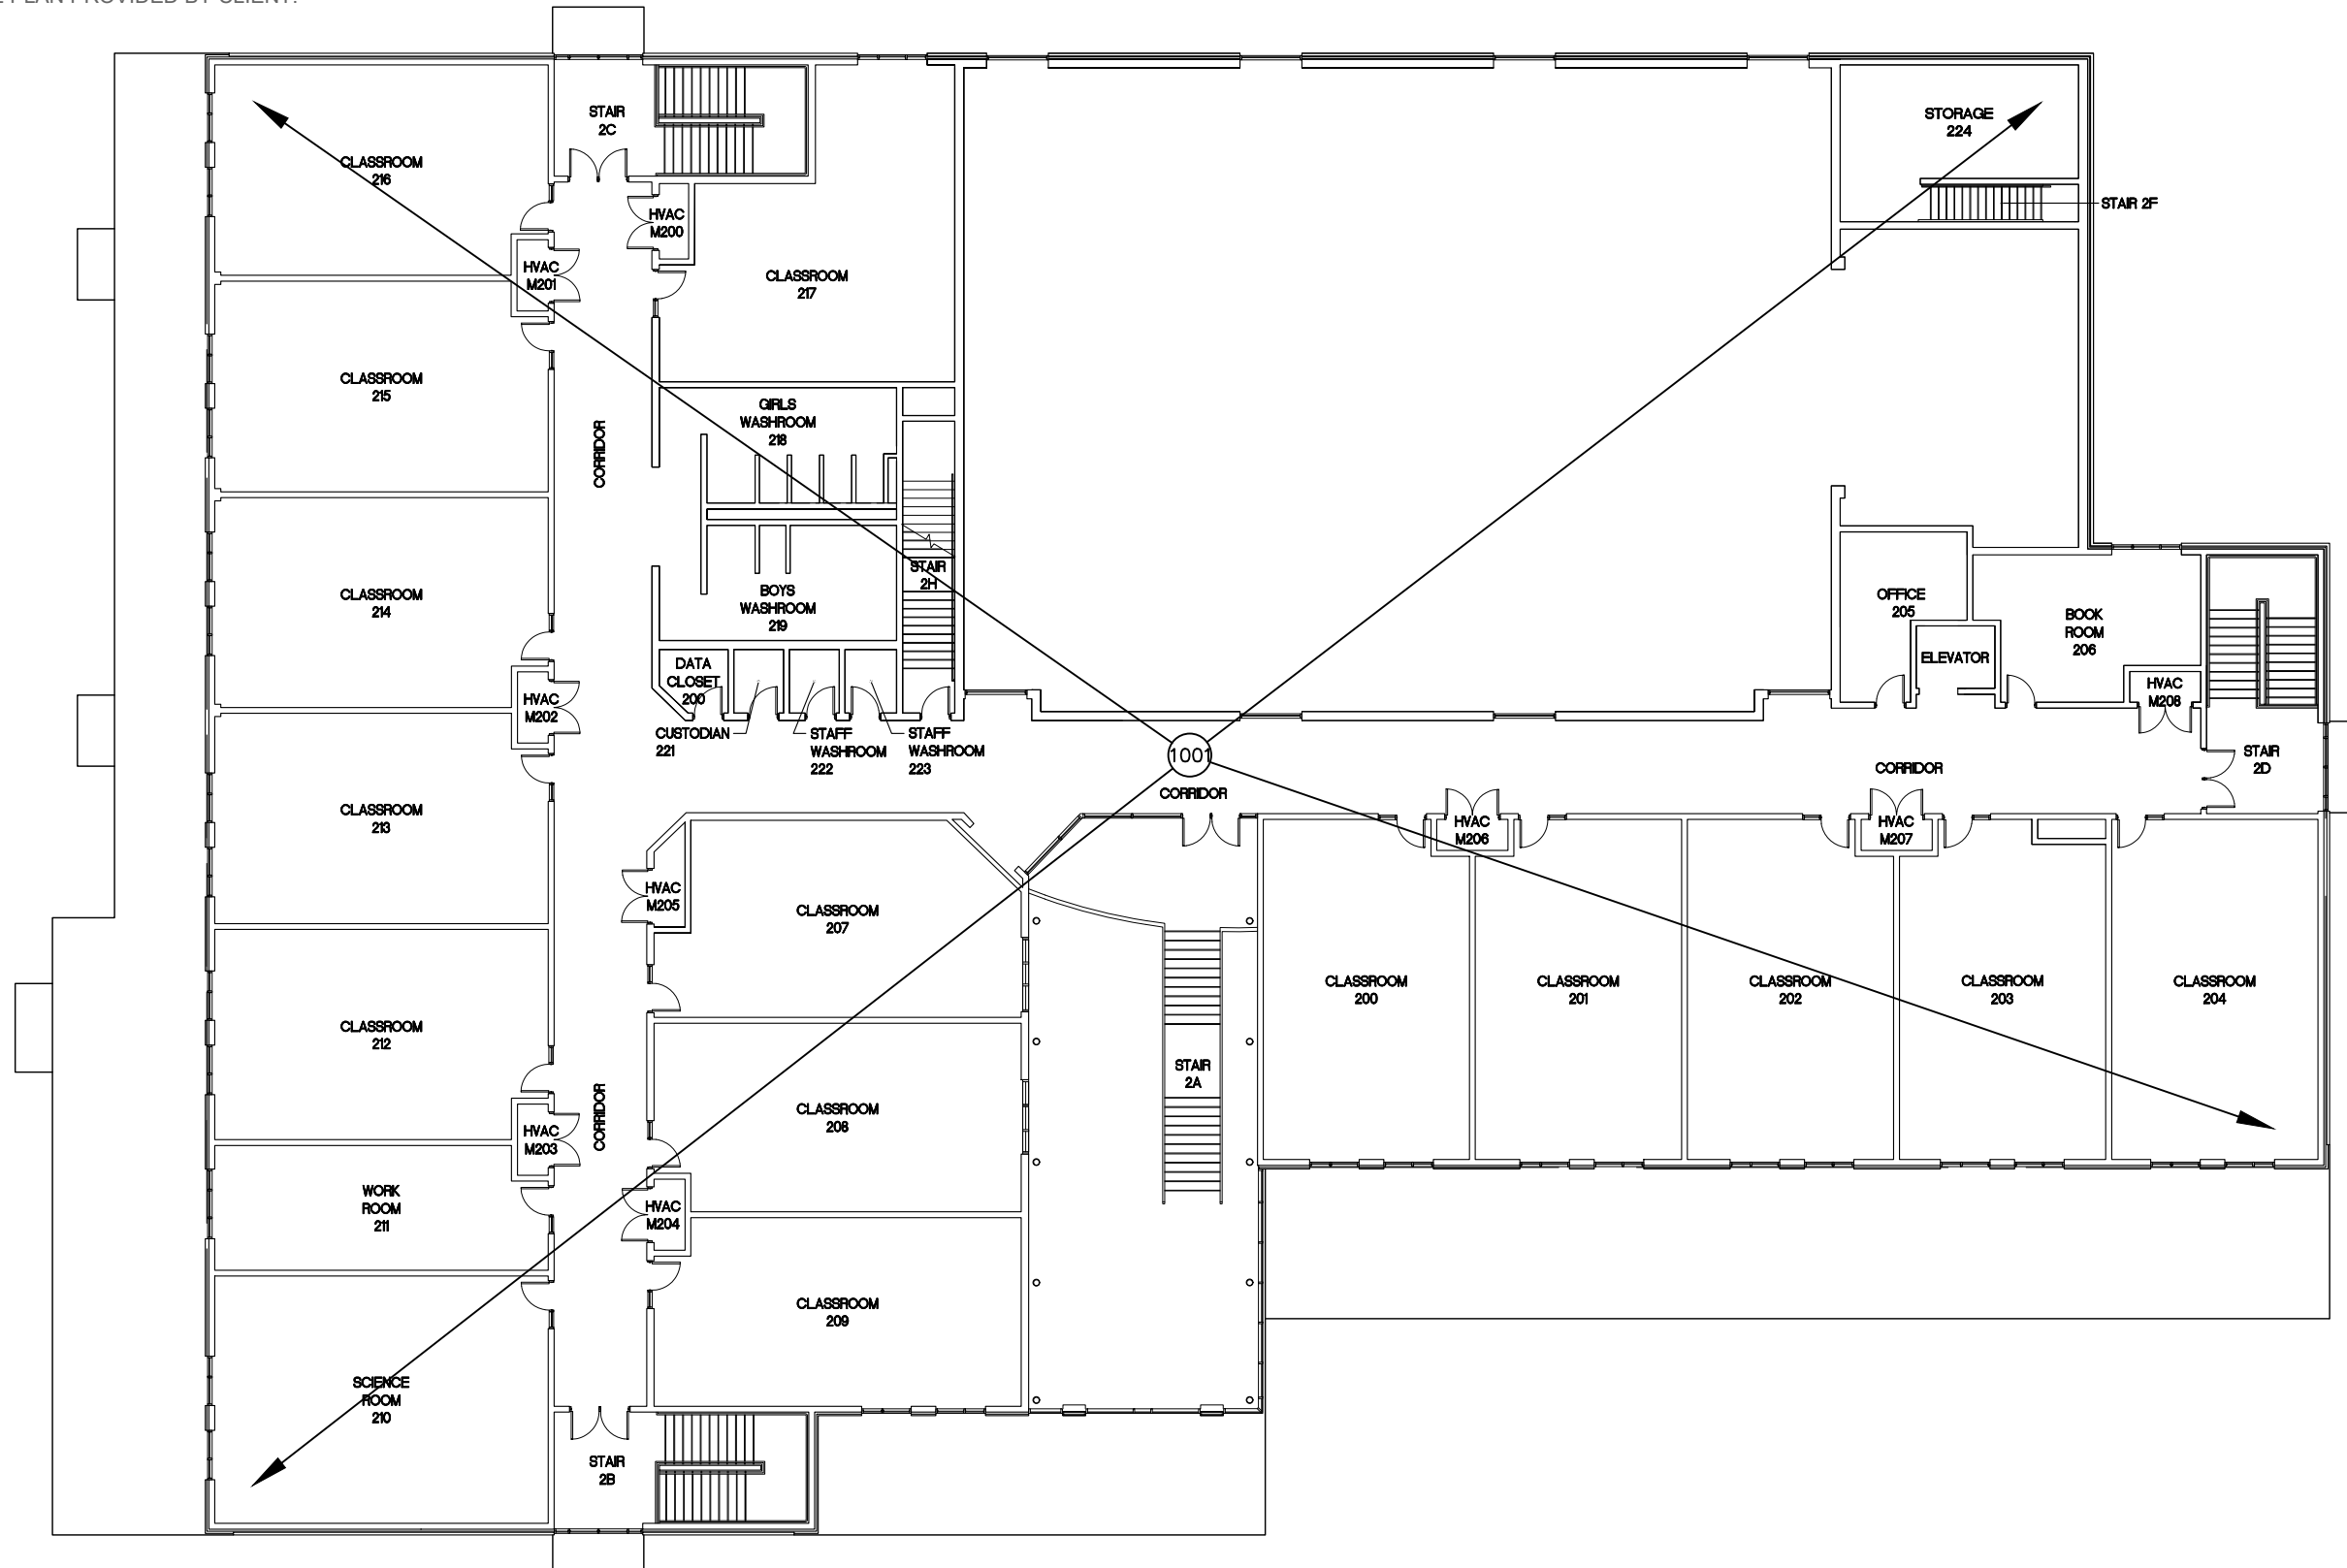 PLAN PROVIDED BY CLIENT.
STAIR
2C
STORAGE
224
CLASSROOM
216
STAIR 2F
HVAC
M200
HVAC
M201
CLASSROOM
217
CLASSROOM
215
GIRLS
WASHROOM
218
CORRIDOR
STAIR
2H
CLASSROOM
214
BOYS
WASHROOM
219
OFFICE
205
BOOK
ROOM
206
ELEVATOR
DATA
CLOSET
200
HVAC
M202
HVAC
M208
CUSTODIAN
221
STAFF
WASHROOM
222
STAFF
WASHROOM
223
1001
STAIR
2D
CORRIDOR
CORRIDOR
CLASSROOM
213
HVAC
M206
HVAC
M207
HVAC
M205
CLASSROOM
207
CLASSROOM
200
CLASSROOM
201
CLASSROOM
202
CLASSROOM
203
CLASSROOM
204
CLASSROOM
212
STAIR
2A
CLASSROOM
208
CORRIDOR
HVAC
M203
WORK
ROOM
211
HVAC
M204
CLASSROOM
209
SCIENCE
ROOM
210
STAIR
2B